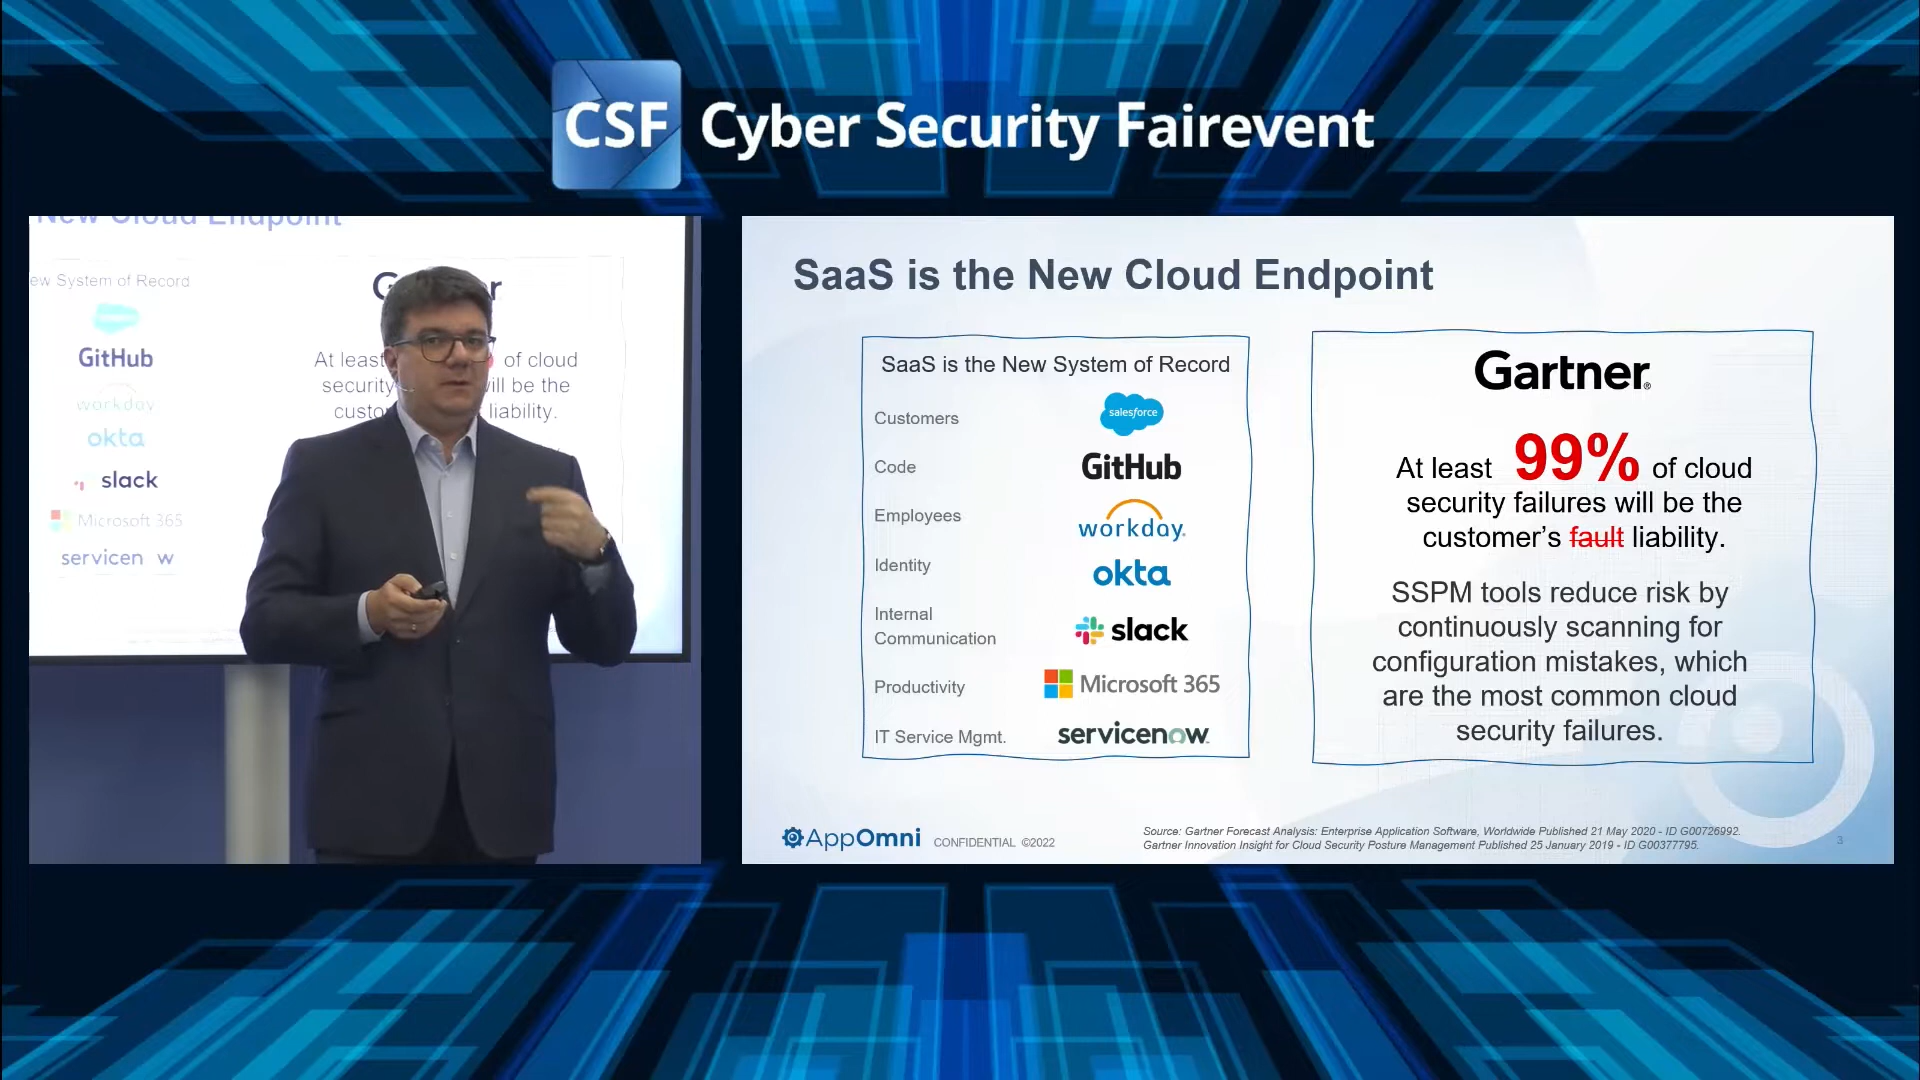 CSF Cyber Security Fairevent
New Cloud Endpoint
ew System of Record
GitHub
workday
okta
slack
Microsoft 365
servicen w
G r
At least of cloud
security ill be the
custo liability.
SaaS is the New Cloud Endpoint
SaaS is the New System of Record
Customers salesforce
Code GitHub
Employees workday.
Identity okta
Internal
Communication slack
Productivity Microsoft 365
IT Service Mgmt. servicenow
Gartner®
At least 99% of cloud
security failures will be the
customer’s fault liability.
SSPM tools reduce risk by
continuously scanning for
configuration mistakes, which
are the most common cloud
security failures.
AppOmni CONFIDENTIAL ©2022
Source: Gartner Forecast Analysis: Enterprise Application Software, Worldwide Published 21 May 2020 - ID G00726992.
Gartner Innovation Insight for Cloud Security Posture Management Published 25 January 2019 - ID G00377795.
3